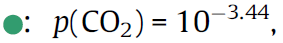 ●: p(CO₂) = 10⁻³·⁴⁴,